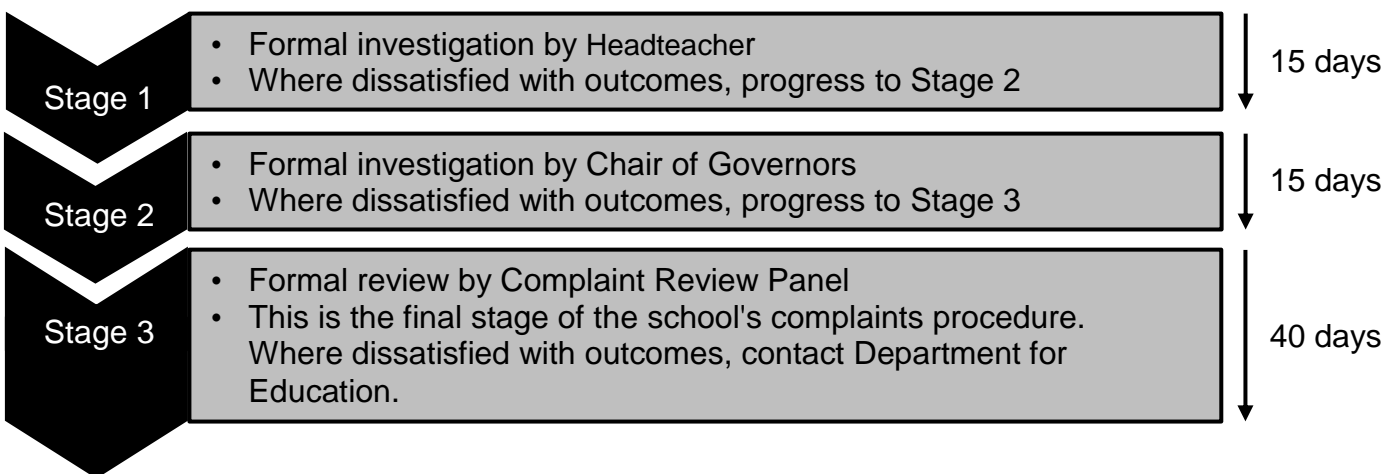 Stage 1
• Formal investigation by Headteacher
• Where dissatisfied with outcomes, progress to Stage 2
15 days
Stage 2
• Formal investigation by Chair of Governors
• Where dissatisfied with outcomes, progress to Stage 3
15 days
Stage 3
• Formal review by Complaint Review Panel
• This is the final stage of the school's complaints procedure.
Where dissatisfied with outcomes, contact Department for
Education.
40 days